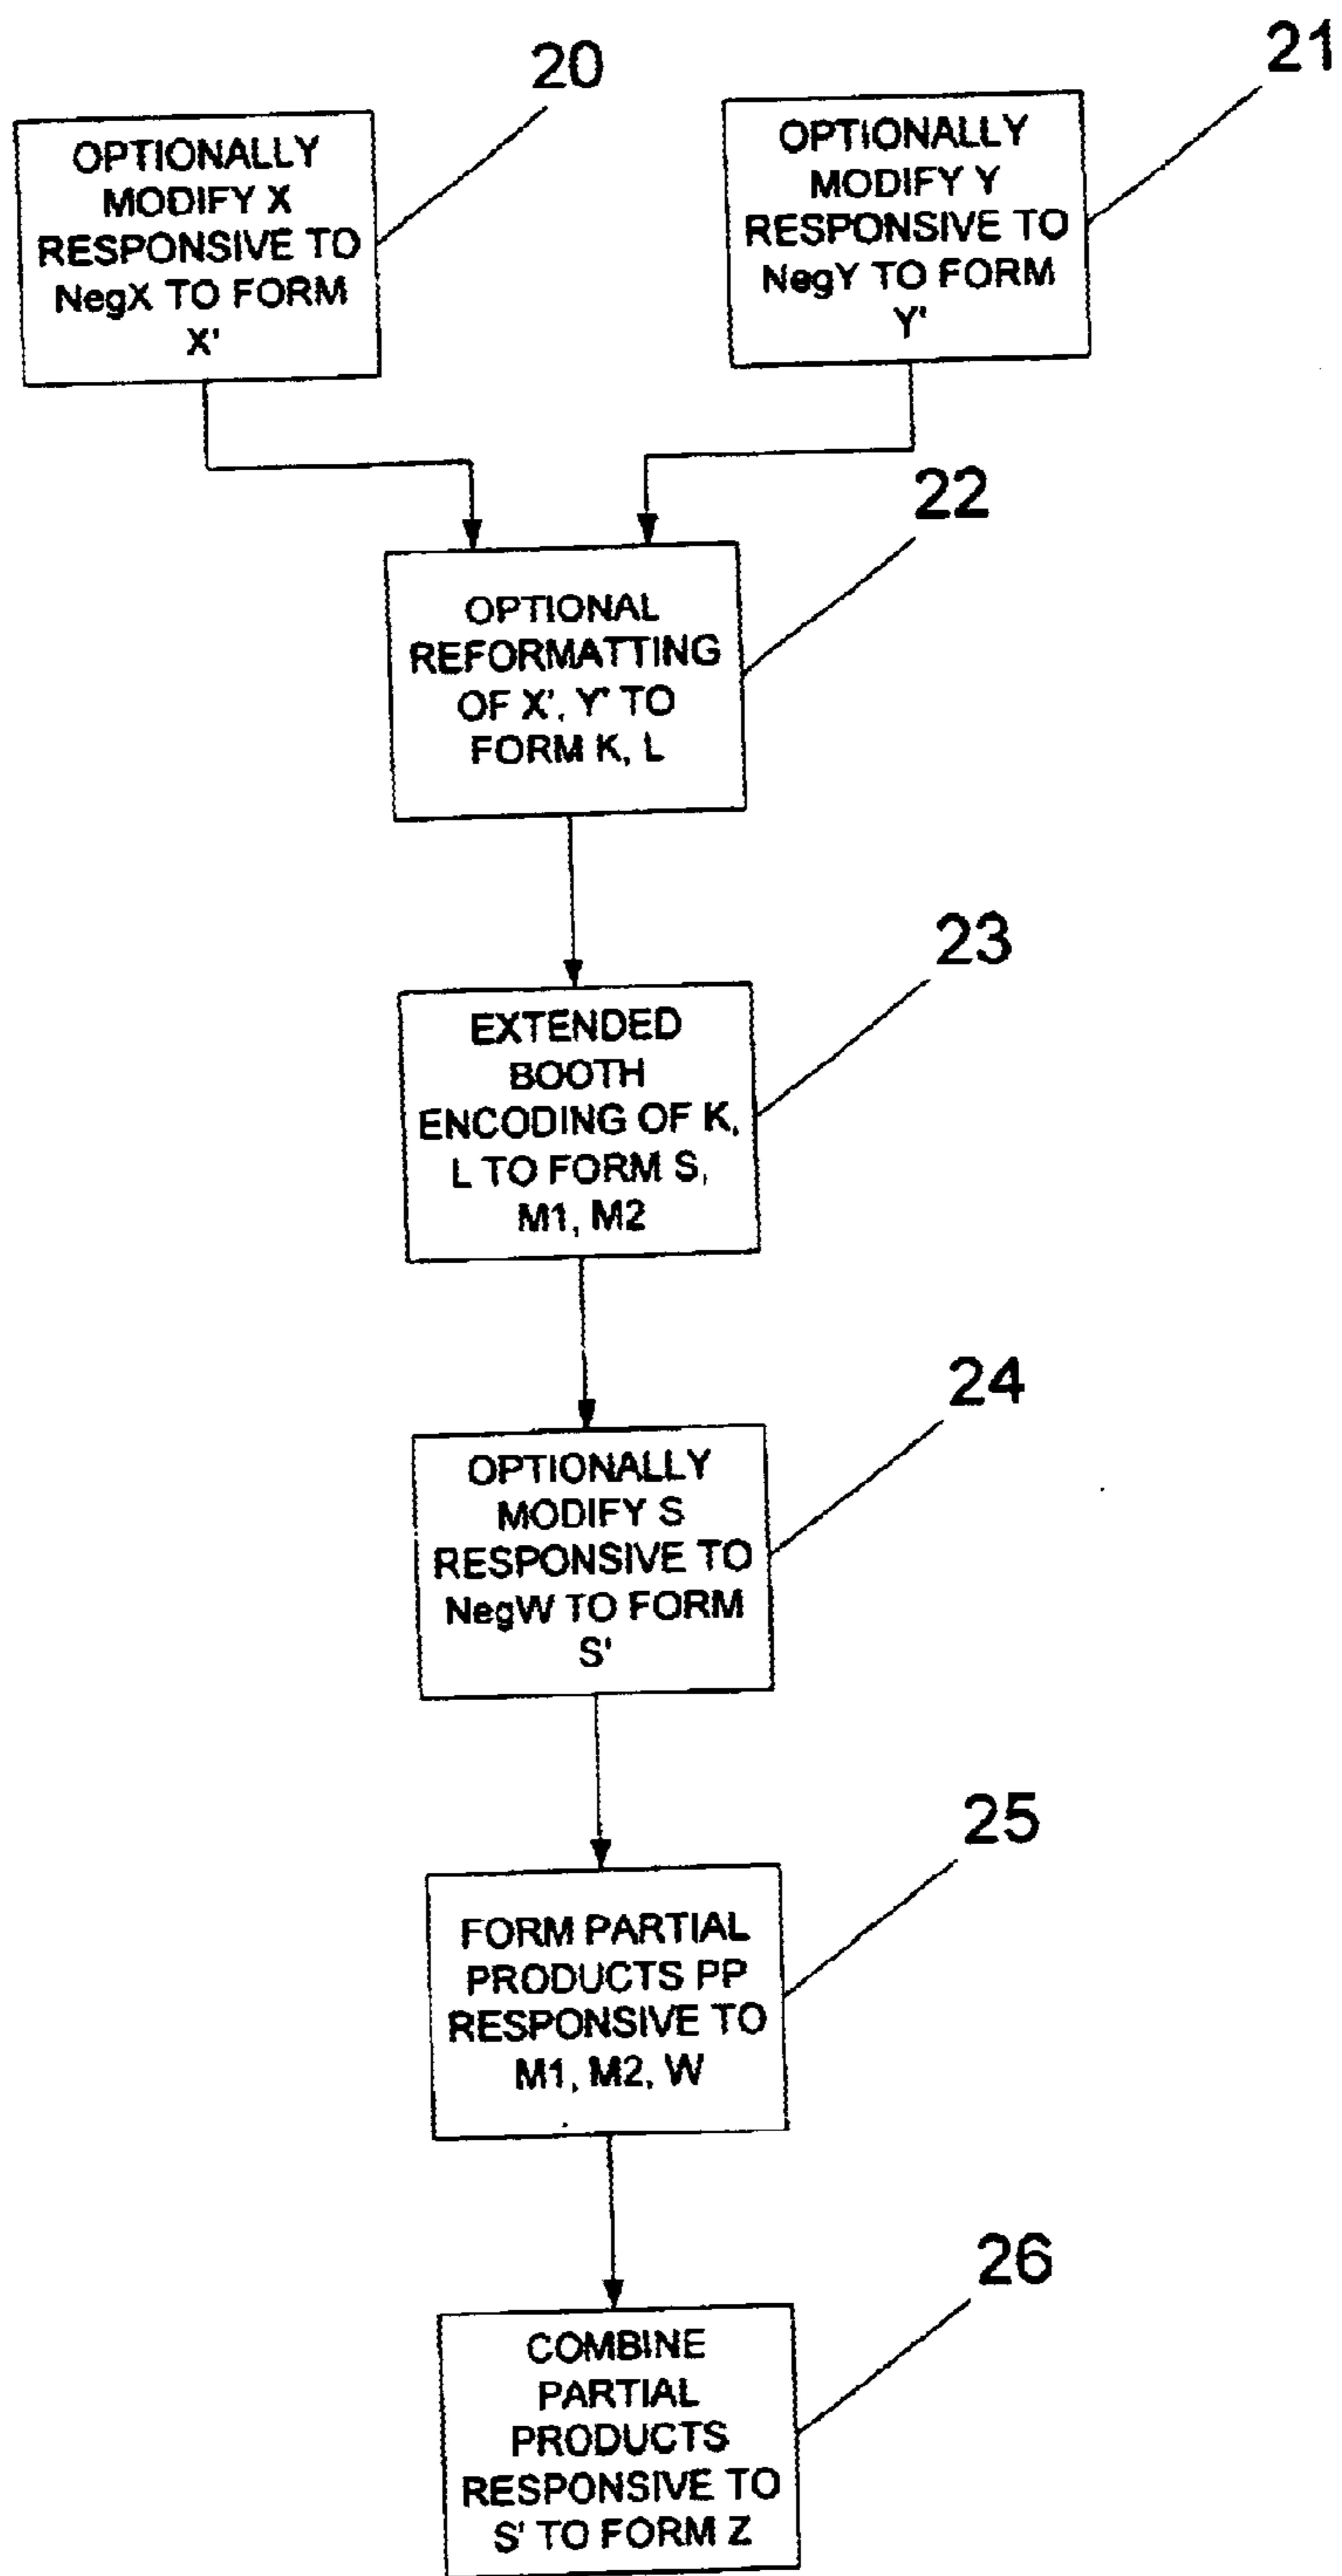 20
21
OPTIONALLY
MODIFY X
RESPONSIVE TO
NegX TO FORM
X'
OPTIONALLY
MODIFY Y
RESPONSIVE TO
NegY TO FORM
Y'
22
OPTIONAL
REFORMATTING
OF X', Y' TO
FORM K, L
23
EXTENDED
BOOTH
ENCODING OF K,
L TO FORM S,
M1, M2
24
OPTIONALLY
MODIFY S
RESPONSIVE TO
NegW TO FORM
S'
25
FORM PARTIAL
PRODUCTS PP
RESPONSIVE TO
M1, M2, W
26
COMBINE
PARTIAL
PRODUCTS
RESPONSIVE TO
S' TO FORM Z